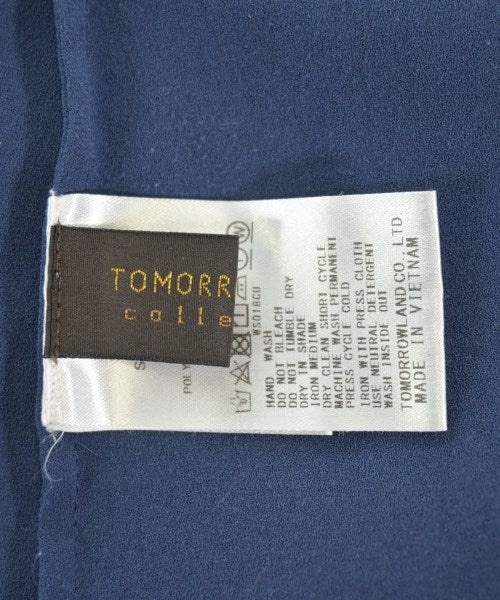 TOMORR
colle
S
POLY
WS018CU
HAND WASH
DO NOT BLEACH
DO NOT TUMBLE DRY
DRY IN SHADE
IRON MEDIUM
DRY CLEAN SHORT CYCLE
MACHINE WASH PERMANENT
PRESS CYCLE COLD
IRON WITH PRESS CLOTH
USE NEUTRAL DETERGENT
WASH INSIDE OUT
TOMORROWLAND CO., LTD.
MADE IN VIETNAM